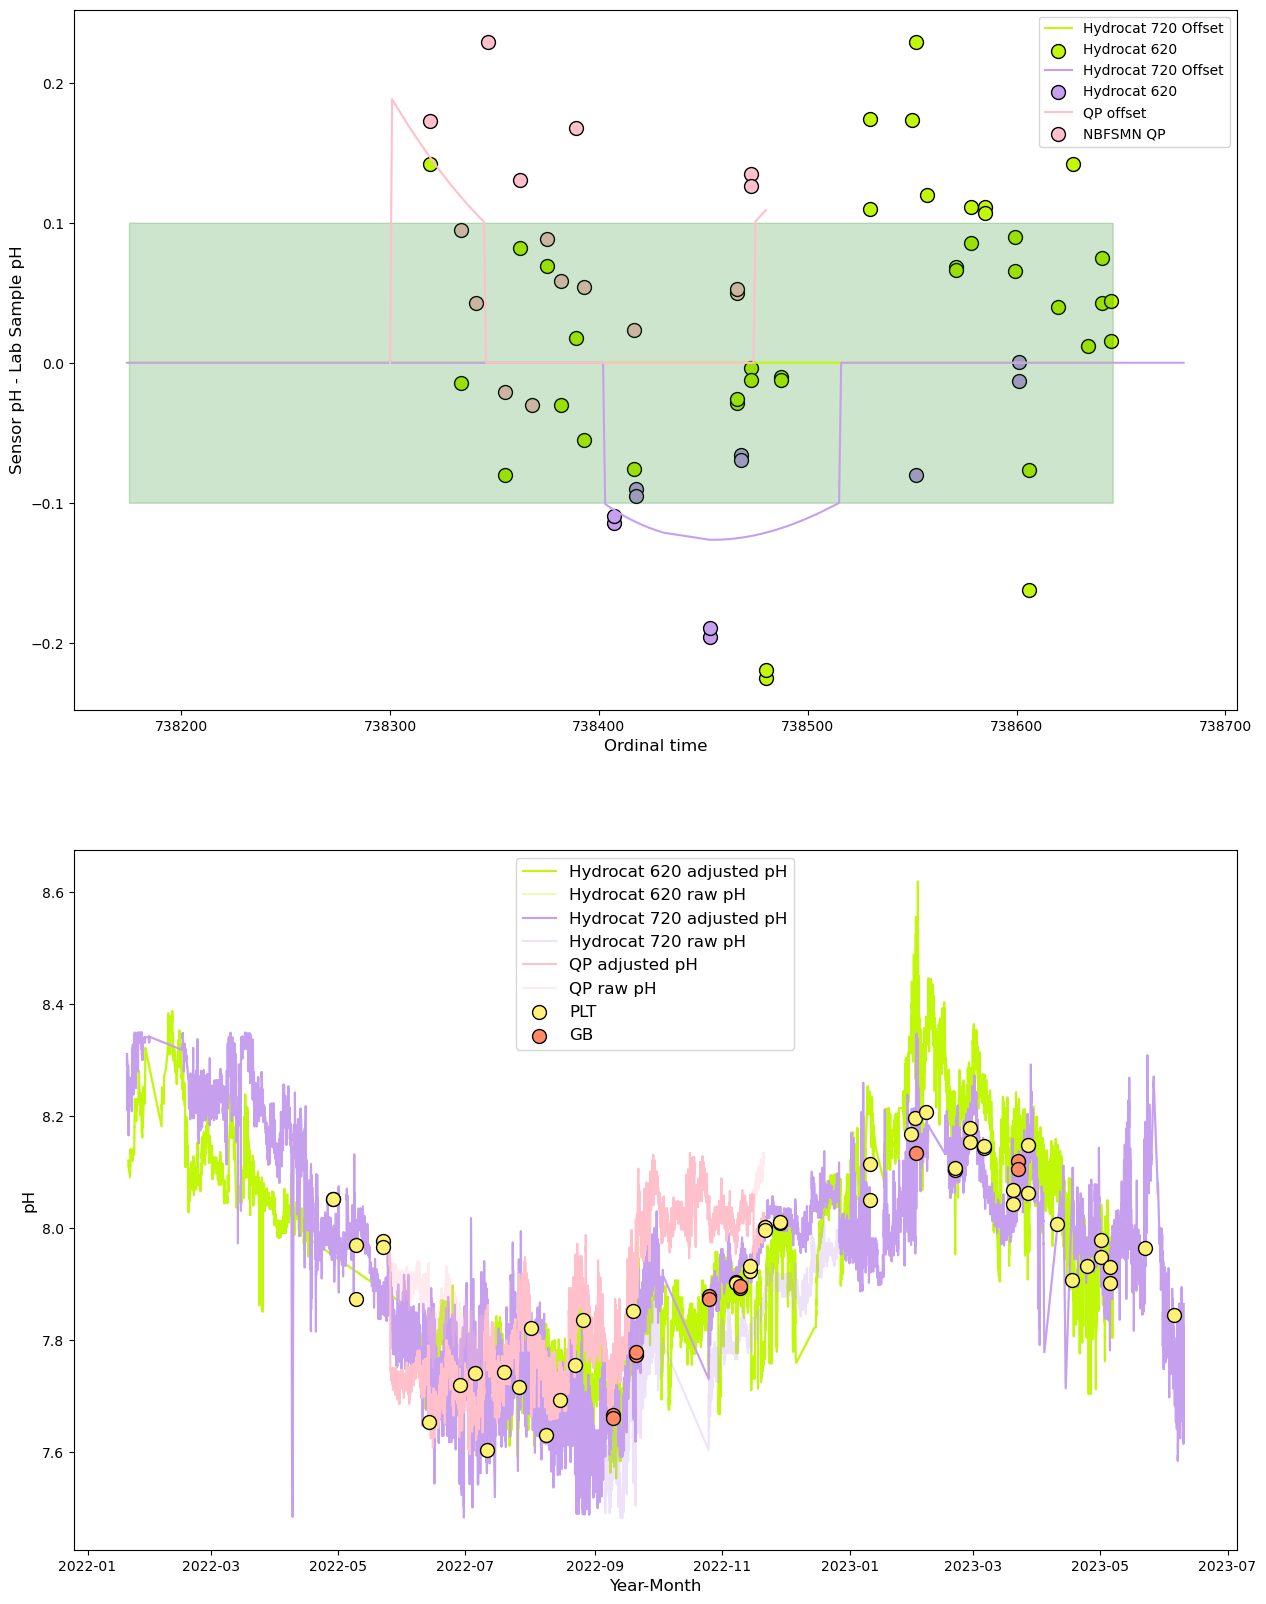 Hydrocat 720 Offset
Hydrocat 620
Hydrocat 720 Offset
Hydrocat 620
QP offset
NBFSMN QP
0.2
0.1
0.0
−0.1
−0.2
Sensor pH - Lab Sample pH
738200 738300 738400 738500 738600 738700
Ordinal time
Hydrocat 620 adjusted pH
Hydrocat 620 raw pH
Hydrocat 720 adjusted pH
Hydrocat 720 raw pH
QP adjusted pH
QP raw pH
PLT
GB
8.6
8.4
8.2
8.0
7.8
7.6
pH
2022-01 2022-03 2022-05 2022-07 2022-09 2022-11 2023-01 2023-03 2023-05 2023-07
Year-Month